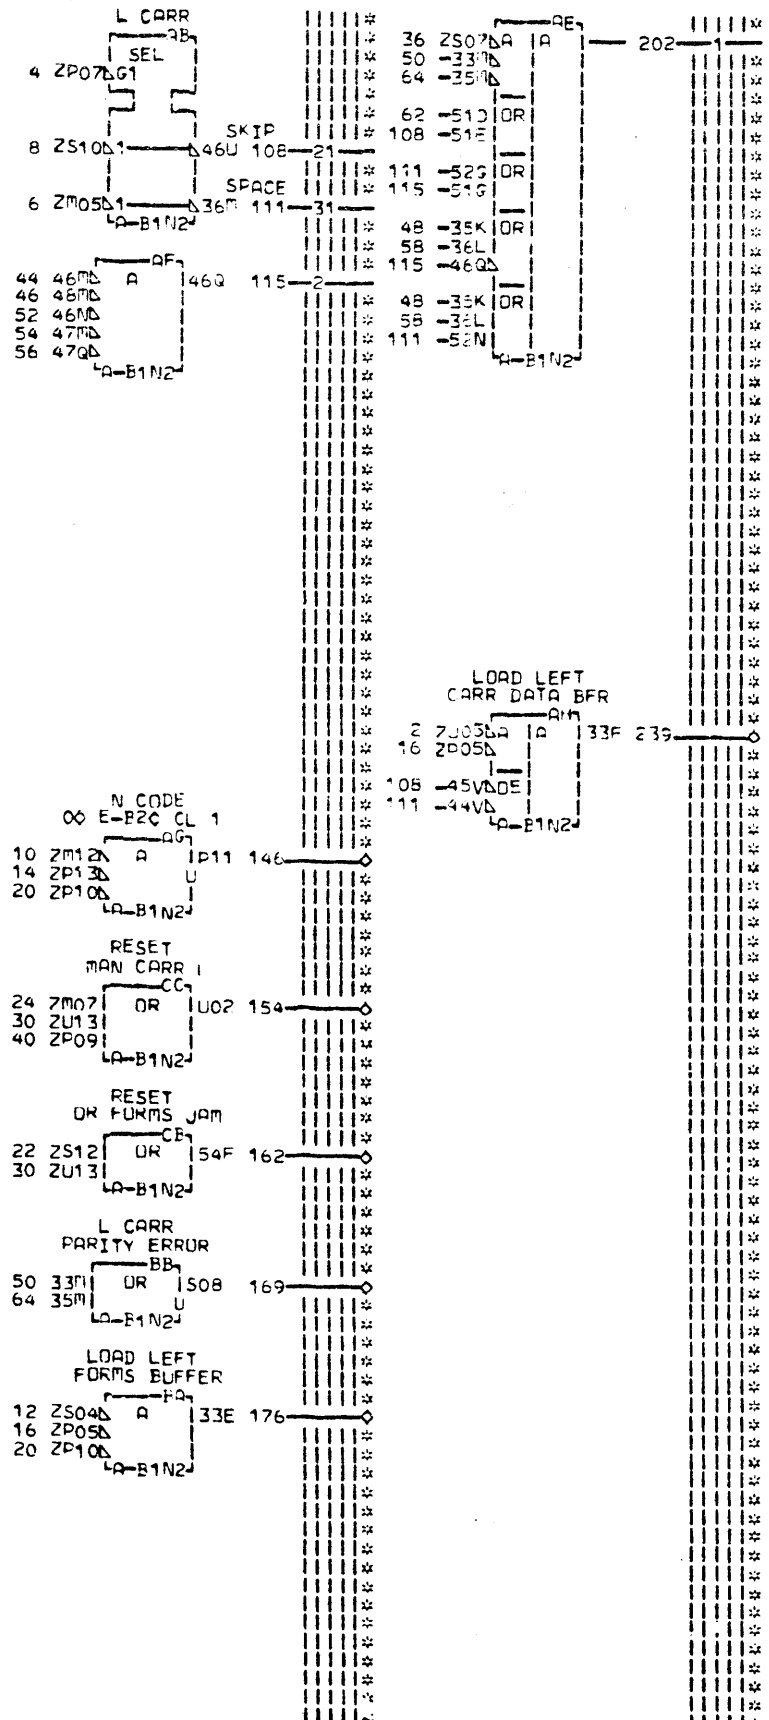 L CARR
AB
SEL
4 ZP07 G1
SKIP
8 ZS10 1 46U 108 21
SPACE
6 ZM05 1 36M 111 31
A-B1N2
AF
44 46M A 46Q 115 2
46 48M
52 46N
54 47M
56 47Q
A-B1N2
N CODE
E-B2C CL 1
AG
10 ZM12 A P11 146
14 ZP13 U
20 ZP10
A-B1N2
RESET
MAN CARR
CC
24 ZM07 OR U02 154
30 ZU13
40 ZP09
A-B1N2
RESET
OR FORMS JAM
CB
22 ZS12 OR 54F 162
30 ZU13
A-B1N2
L CARR
PARITY ERROR
BB
50 33M OR S08 169
64 35M U
A-B1N2
LOAD LEFT
FORMS BUFFER
BA
12 ZS04 A 33E 176
16 ZP05
20 ZP10
A-B1N2
AE
36 ZS07 A A 202 1
50 -33M
64 -35M
62 -51D OR
108 -51E
111 -52G OR
115 -51G
48 -35K OR
58 -36L
115 -46Q
48 -35K OR
58 -36L
111 -52N
A-B1N2
LOAD LEFT
CARR DATA BFR
AH
2 ZU05 A A 33F 239
16 ZP05
108 -45V OE
111 -44V
A-B1N2